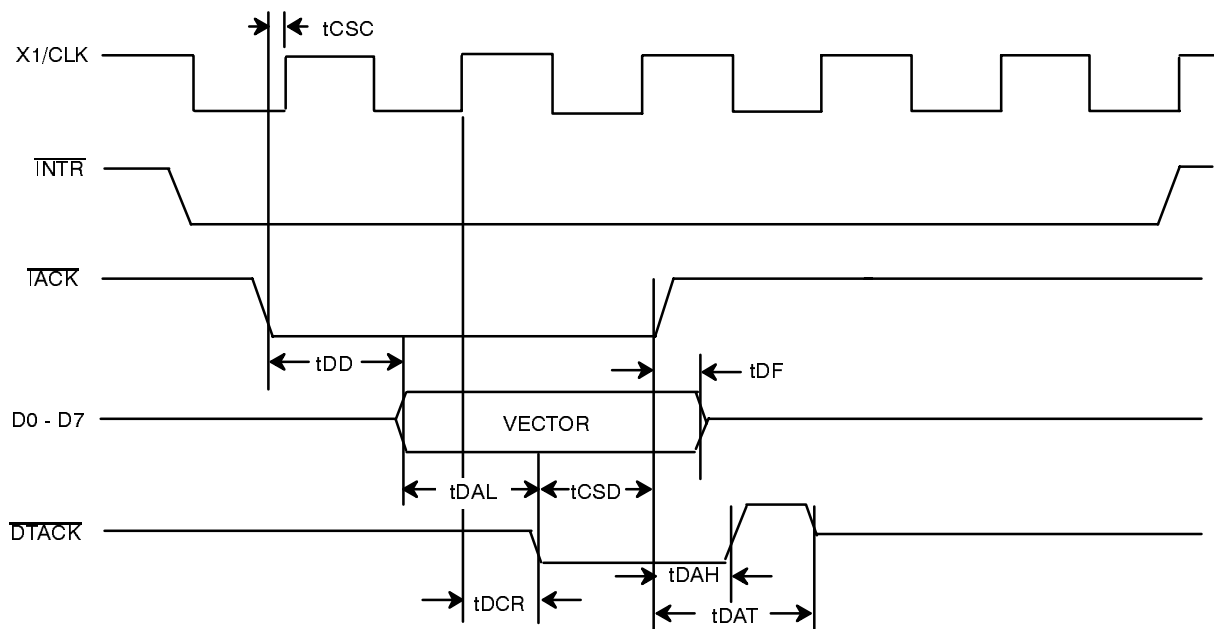 tCSC
X1/CLK
INTR
IACK
tDD
tDF
D0 - D7
VECTOR
tDAL
tCSD
DTACK
tDAH
tDCR
tDAT